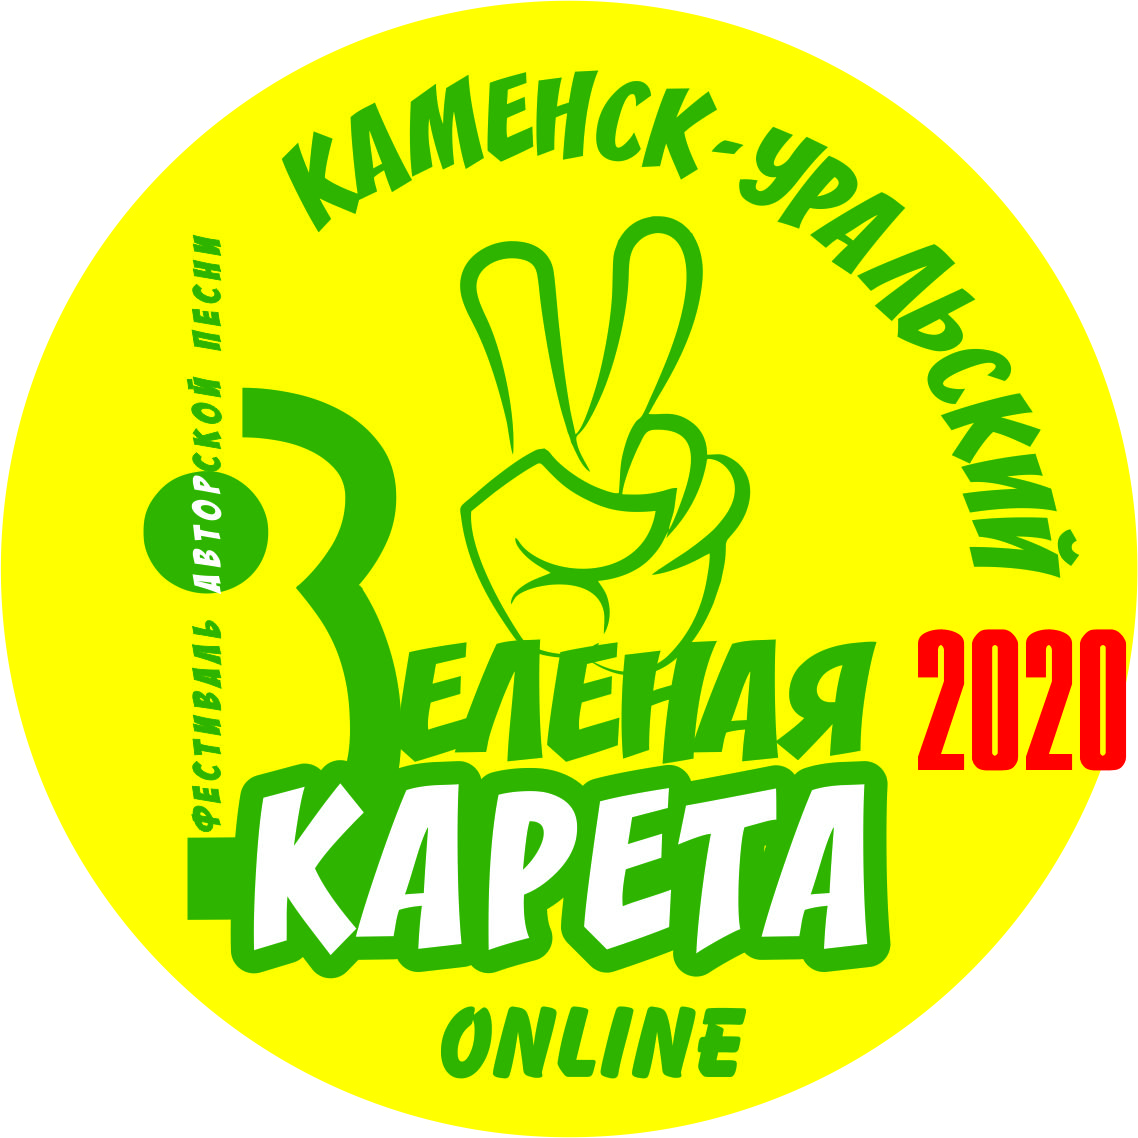 КАМЕНСК-УРАЛЬСКИЙ
ФЕСТИВАЛЬ АВТОРСКОЙ ПЕСНИ
ЗЕЛЕНАЯ
2020
КАРЕТА
ONLINE